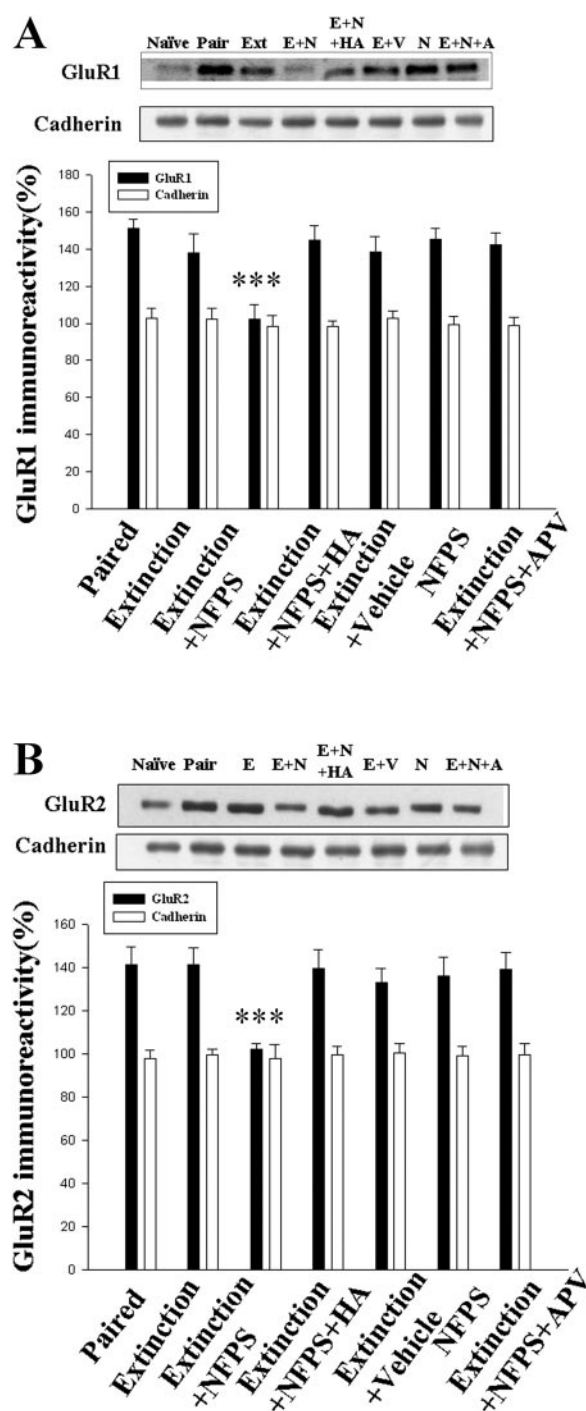 A
Naïve Pair Ext E+N E+N +HA E+V N E+N+A
GluR1
Cadherin
GluR1
Cadherin
GluR1 immunoreactivity(%)
180
160
140
120
100
80
60
40
20
0
***
Paired
Extinction
Extinction
+NFPS
Extinction
+NFPS+HA
Extinction
+Vehicle
NFPS
Extinction
+NFPS+APV
B
Naïve Pair E E+N E+N +HA E+V N E+N+A
GluR2
Cadherin
GluR2
Cadherin
GluR2 immunoreactivity(%)
160
140
120
100
80
60
40
20
0
***
Paired
Extinction
Extinction
+NFPS
Extinction
+NFPS+HA
Extinction
+Vehicle
NFPS
Extinction
+NFPS+APV